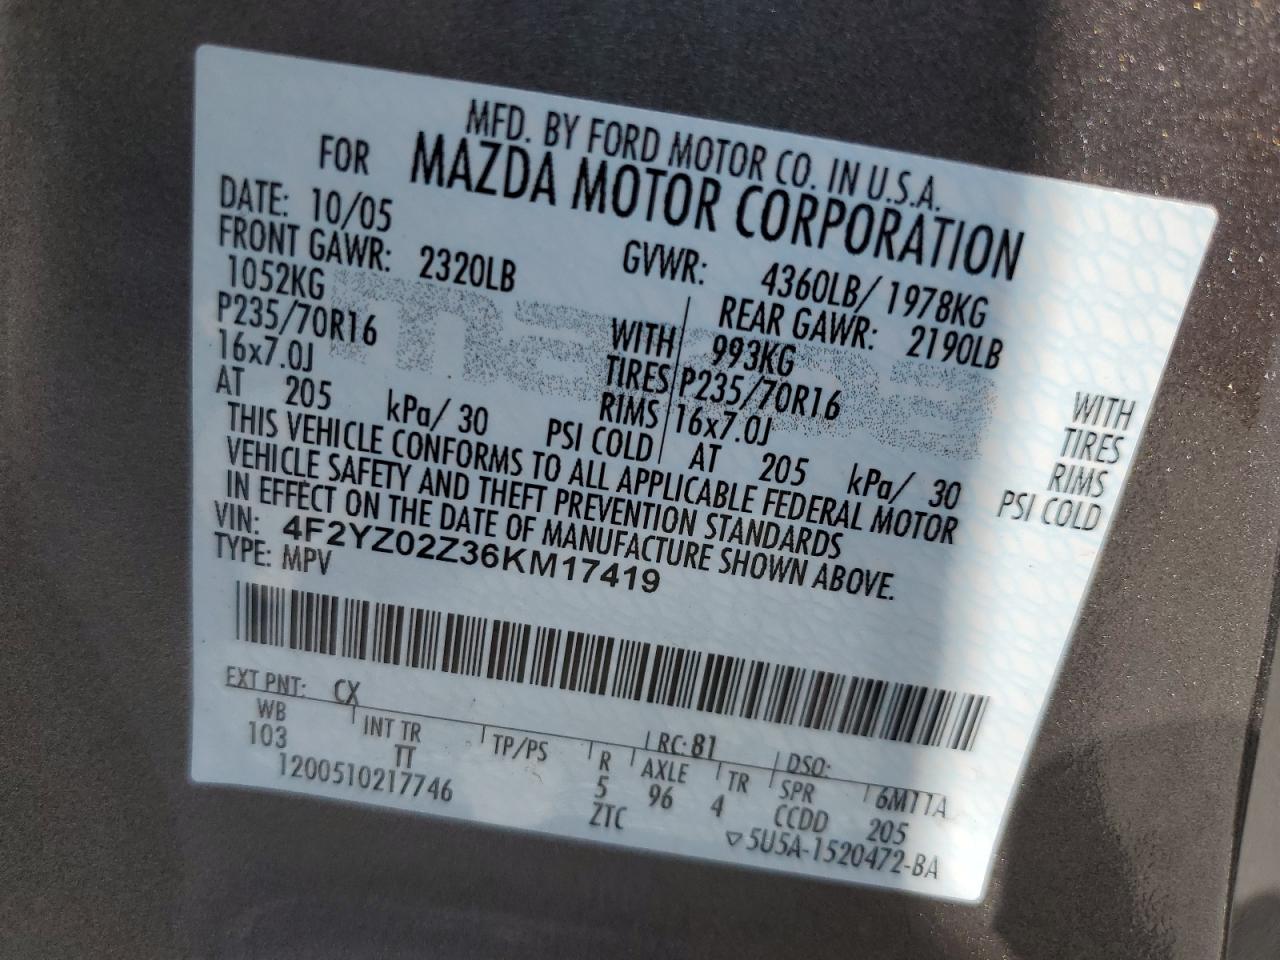 MFD. BY FORD MOTOR CO. IN U.S.A.
FOR MAZDA MOTOR CORPORATION
DATE: 10/05 GVWR: 4360LB/ 1978KG
FRONT GAWR: 2320LB REAR GAWR: 2190LB
1052KG WITH 993KG WITH
P235/70R16 TIRES P235/70R16 TIRES
16x7.0J RIMS 16x7.0J RIMS
AT 205 kPa/ 30 PSI COLD AT 205 kPa/ 30 PSI COLD
THIS VEHICLE CONFORMS TO ALL APPLICABLE FEDERAL MOTOR
VEHICLE SAFETY AND THEFT PREVENTION STANDARDS
IN EFFECT ON THE DATE OF MANUFACTURE SHOWN ABOVE.
VIN: 4F2YZ02Z36KM17419
TYPE: MPV
EXT PNT: CX RC: 81 DSO:
WB INT TR TP/PS R AXLE TR SPR 6M11A
103 TT 5 96 4 CCDD 205
1200510217746 ZTC 5U5A-1520472-BA
mazda